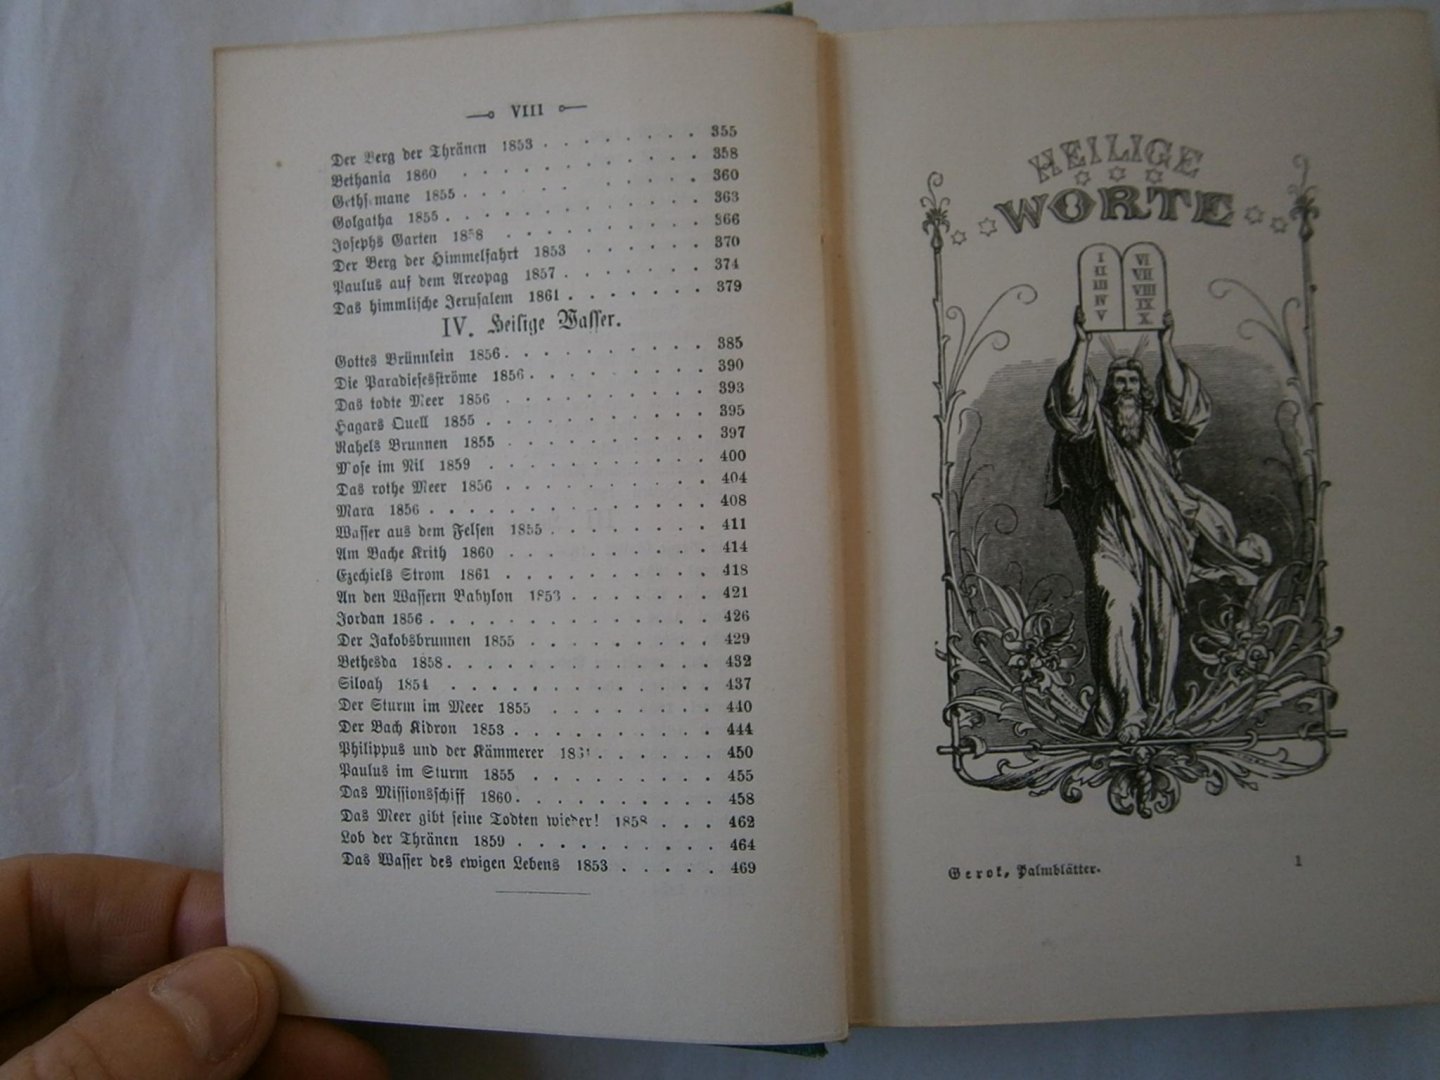 VIII
Der Berg der Thränen 1853 . . . . . . . . 355
Bethania 1860 . . . . . . . . . . . 358
Gethsemane 1855 . . . . . . . . . . . 360
Golgatha 1855 . . . . . . . . . . . . 363
Josephs Garten 1858 . . . . . . . . . . 366
Der Berg der Himmelfahrt 1853 . . . . . . 370
Paulus auf dem Areopag 1857 . . . . . . . 374
Das himmlische Jerusalem 1861 . . . . . . . 379
IV. Heilige Wasser.
Gottes Brünnlein 1856 . . . . . . . . . 385
Die Paradiesesströme 1856 . . . . . . . . 390
Das todte Meer 1856 . . . . . . . . . 393
Hagars Quell 1855 . . . . . . . . . . 395
Rahels Brunnen 1855 . . . . . . . . . 397
Mose im Nil 1859 . . . . . . . . . . 400
Das rothe Meer 1856 . . . . . . . . . 404
Mara 1856 . . . . . . . . . . . . 408
Wasser aus dem Felsen 1855 . . . . . . . 411
Am Bache Krith 1860 . . . . . . . . . 414
Ezechiels Strom 1861 . . . . . . . . . 418
An den Wassern Babylon 1853 . . . . . . . 421
Jordan 1856 . . . . . . . . . . . . 426
Der Jakobsbrunnen 1855 . . . . . . . . 429
Bethesda 1858 . . . . . . . . . . . 432
Siloah 1854 . . . . . . . . . . . 437
Der Sturm im Meer 1855 . . . . . . . 440
Der Bach Kidron 1853 . . . . . . . . . 444
Philippus und der Kämmerer 1861 . . . . . . 450
Paulus im Sturm 1855 . . . . . . . . 455
Das Missionsschiff 1860 . . . . . . . . . 458
Das Meer gibt seine Todten wieder! 1858 . . . 462
Lob der Thränen 1859 . . . . . . . . . 464
Das Wasser des ewigen Lebens 1853 . . . . . 469
HEILIGE
WORTE
I VI
II VII
III VIII
IV IX
V X
Gerok, Palmblätter. 1